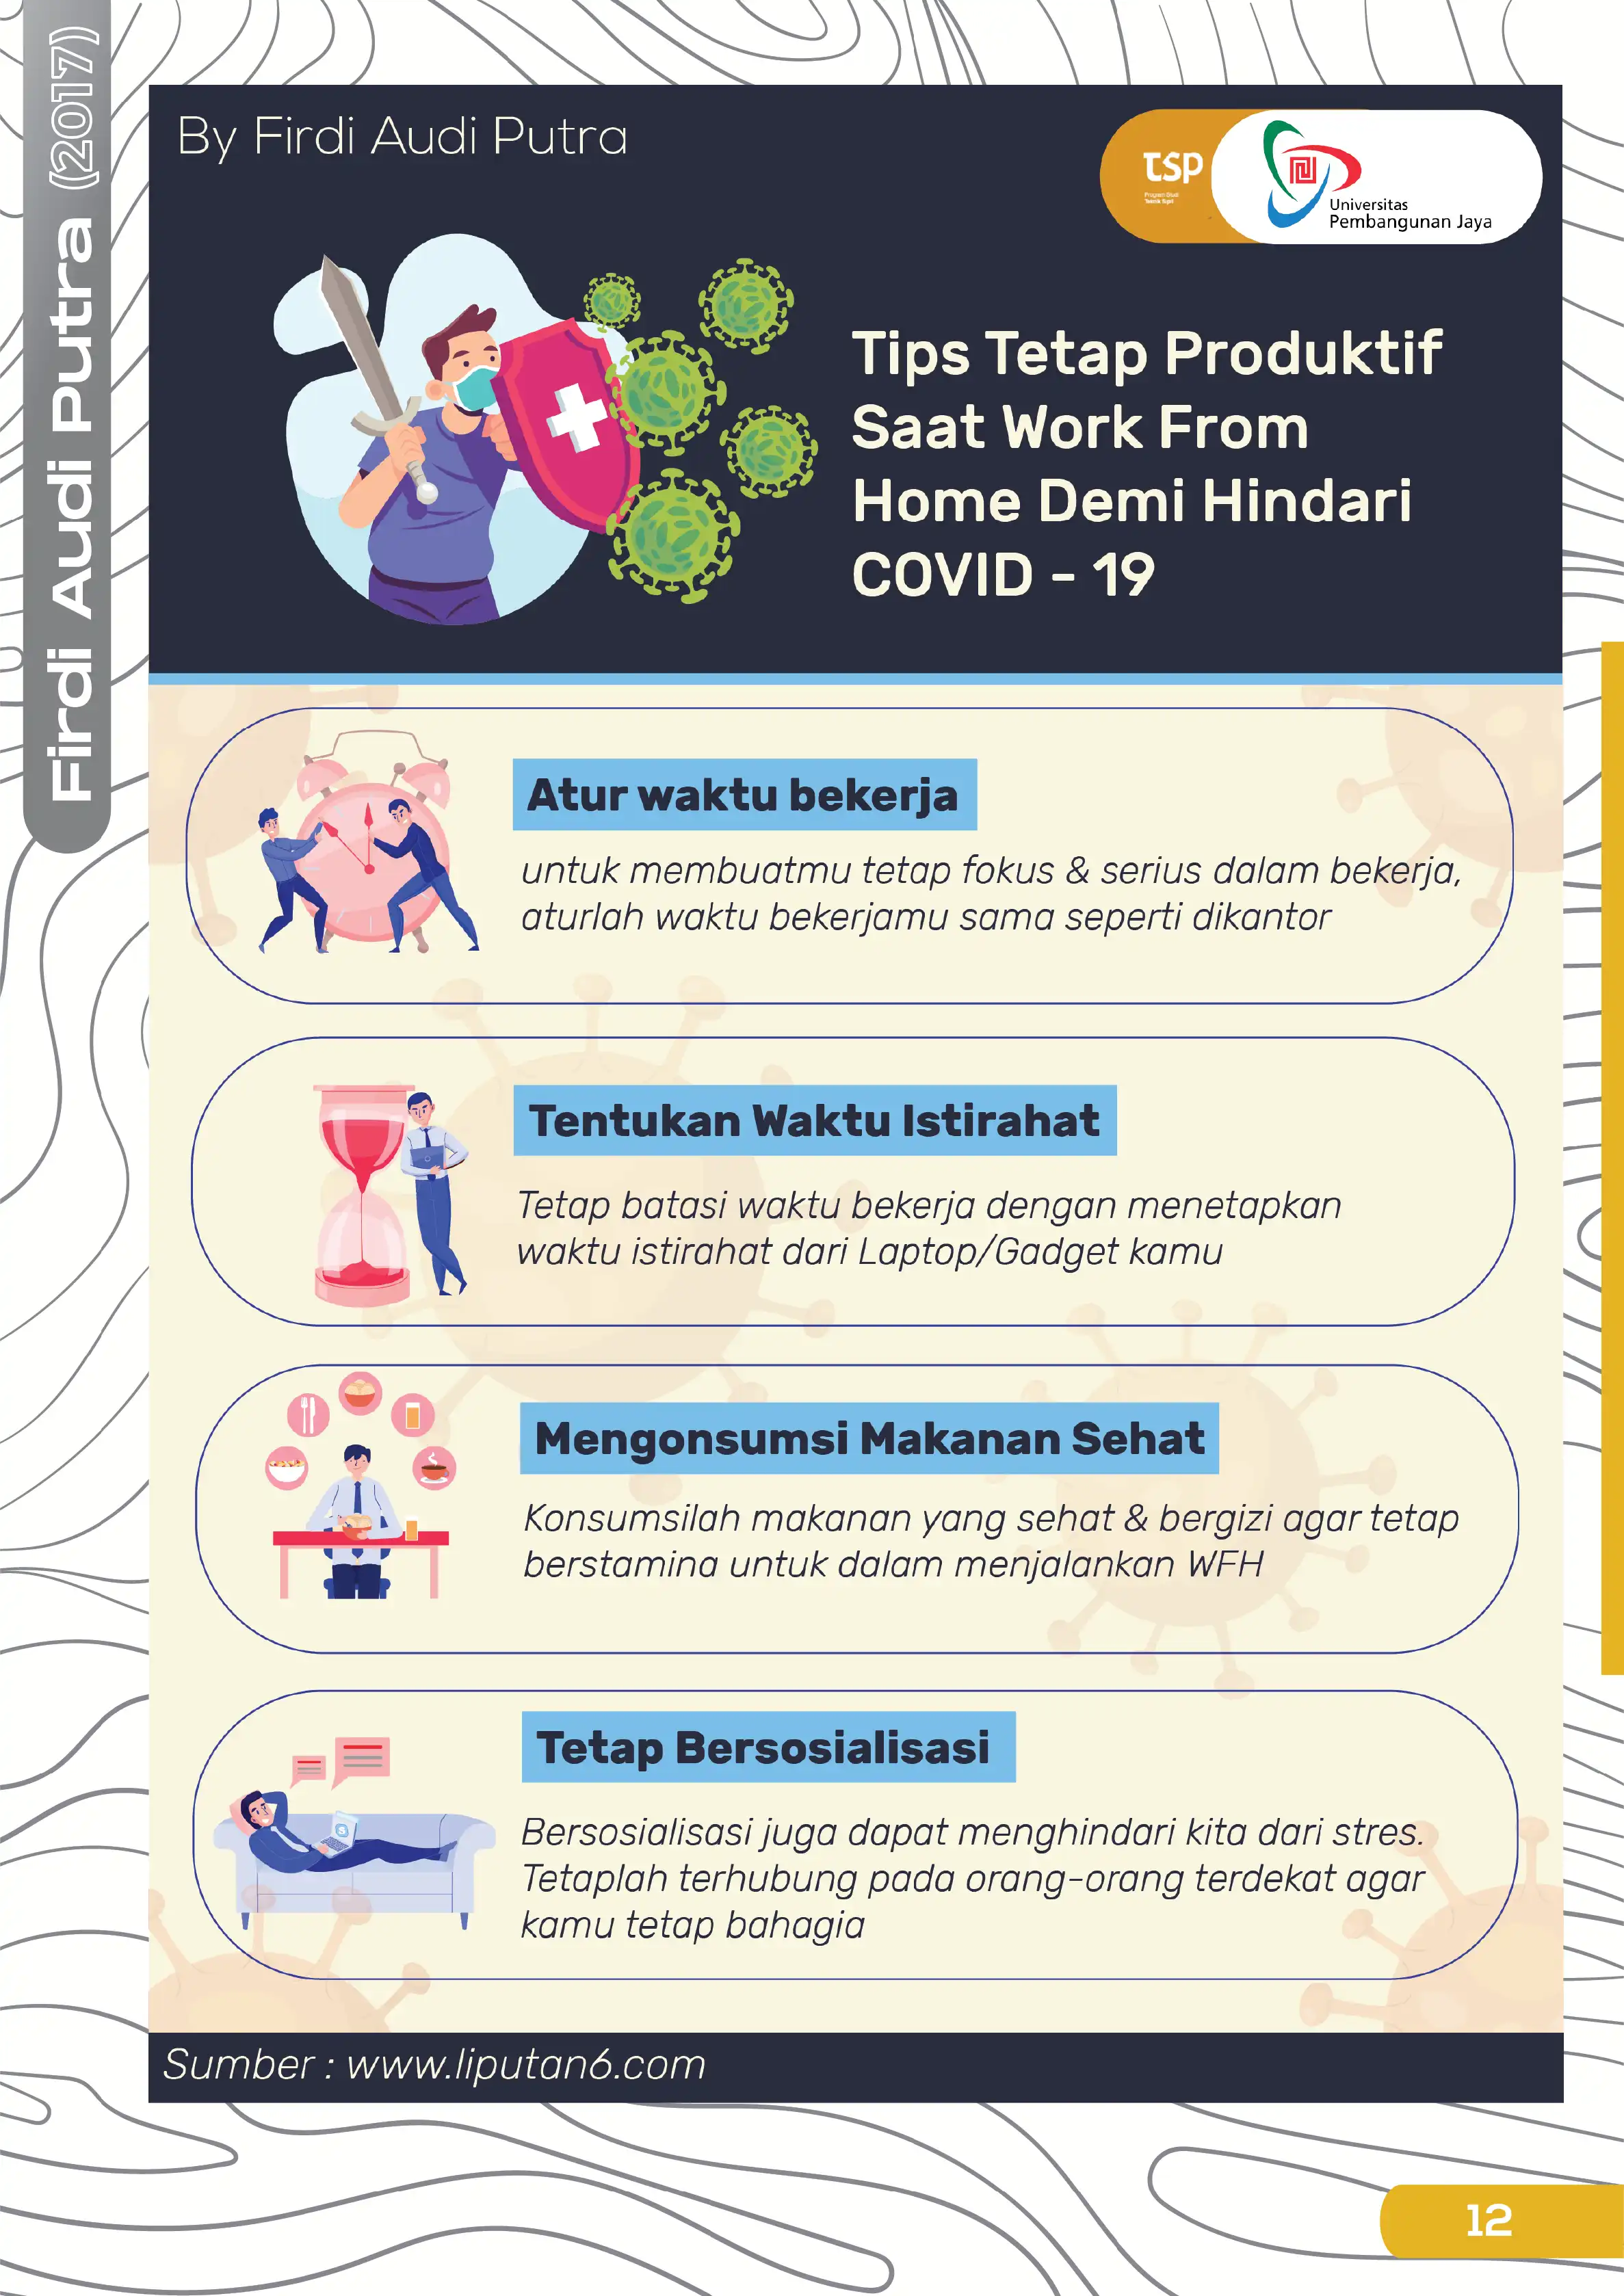 Firdi Audi Putra (2017)
By Firdi Audi Putra
tsp
Program Studi
Teknik Sipil
Universitas
Pembangunan Jaya
Tips Tetap Produktif
Saat Work From
Home Demi Hindari
COVID - 19
Atur waktu bekerja
untuk membuatmu tetap fokus & serius dalam bekerja,
aturlah waktu bekerjamu sama seperti dikantor
Tentukan Waktu Istirahat
Tetap batasi waktu bekerja dengan menetapkan
waktu istirahat dari Laptop/Gadget kamu
Mengonsumsi Makanan Sehat
Konsumsilah makanan yang sehat & bergizi agar tetap
berstamina untuk dalam menjalankan WFH
Tetap Bersosialisasi
Bersosialisasi juga dapat menghindari kita dari stres.
Tetaplah terhubung pada orang-orang terdekat agar
kamu tetap bahagia
Sumber : www.liputan6.com
12